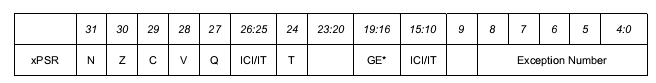 31 30 29 28 27 26:25 24 23:20 19:16 15:10 9 8 7 6 5 4:0
xPSR N Z C V Q ICI/IT T GE* ICI/IT Exception Number